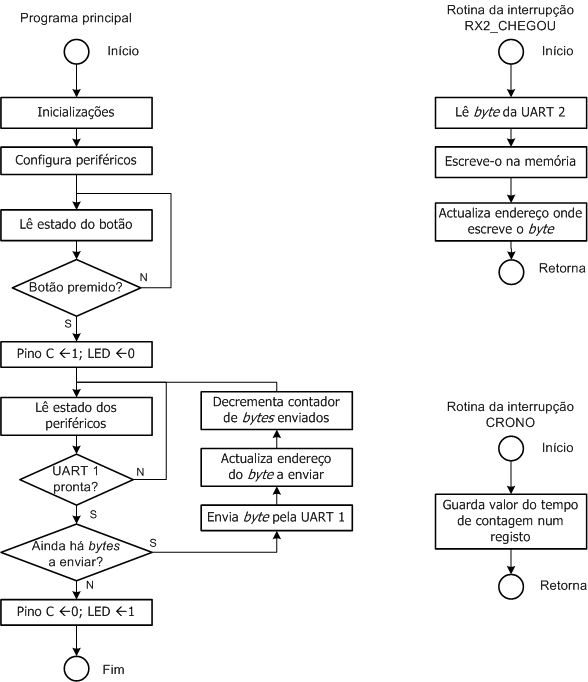 Programa principal
Início
Inicializações
Configura periféricos
Lê estado do botão
Botão premido?
N
S
Pino C ←1; LED ←0
Lê estado dos
periféricos
UART 1
pronta?
N
S
Ainda há bytes
a enviar?
S
N
Pino C ←0; LED ←1
Fim
Decrementa contador
de bytes enviados
Actualiza endereço
do byte a enviar
Envia byte pela UART 1
Rotina da interrupção
RX2_CHEGOU
Início
Lê byte da UART 2
Escreve-o na memória
Actualiza endereço onde
escreve o byte
Retorna
Rotina da interrupção
CRONO
Início
Guarda valor do tempo
de contagem num
registo
Retorna